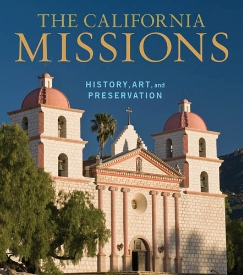 THE CALIFORNIA
MISSIONS
HISTORY, ART, and
PRESERVATION